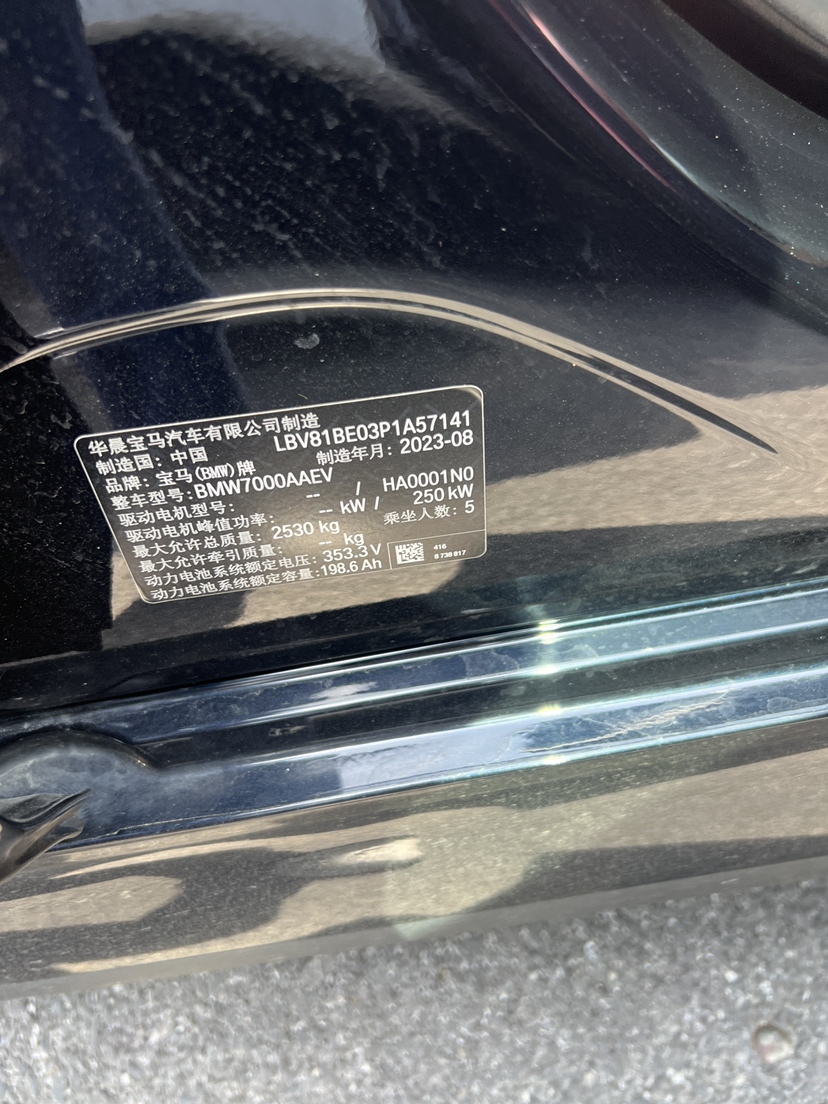 华晨宝马汽车有限公司制造
制造国：中国 LBV81BE03P1A57141
品牌：宝马(BMW)牌 制造年月：2023-08
整车型号：BMW7000AAEV
驱动电机型号： -- / HA0001N0
驱动电机峰值功率： -- kW / 250 kW
最大允许总质量： 2530 kg 乘坐人数：5
最大允许牵引质量： -- kg
动力电池系统额定电压：353.3 V
动力电池系统额定容量：198.6 Ah
416
8 738 817